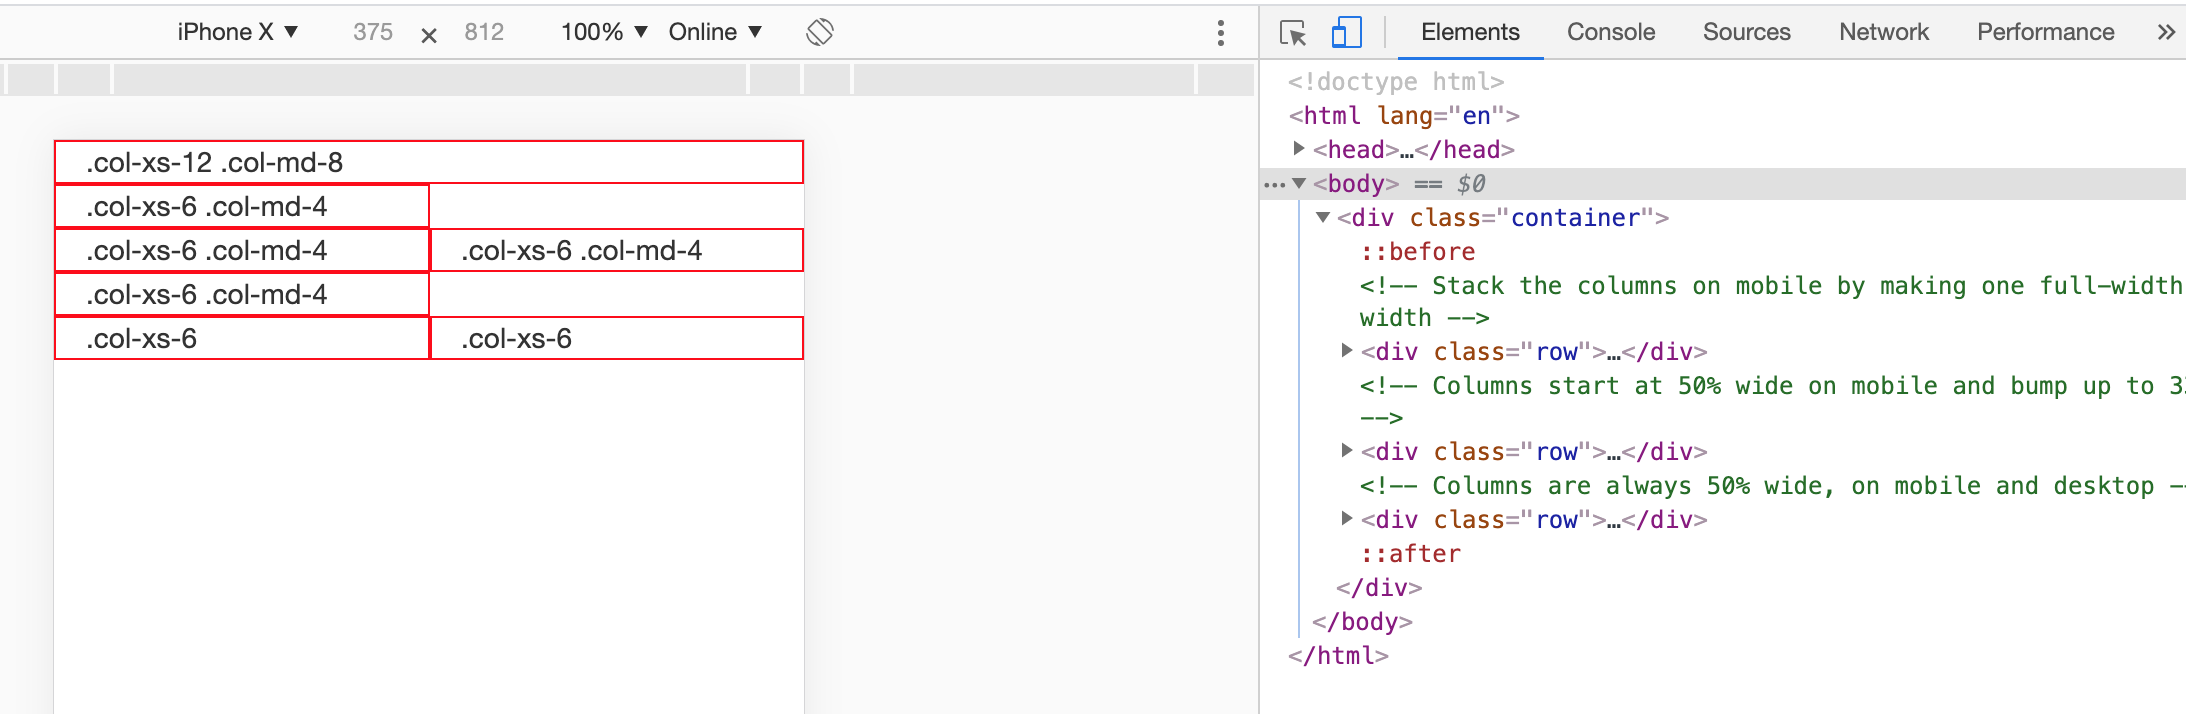 iPhone X ▼ 375 × 812 100% ▼ Online ▼
Elements Console Sources Network Performance »
.col-xs-12 .col-md-8
.col-xs-6 .col-md-4
.col-xs-6 .col-md-4 .col-xs-6 .col-md-4
.col-xs-6 .col-md-4
.col-xs-6 .col-xs-6
<!doctype html>
<html lang="en">
▶<head>…</head>
…▼<body> == $0
▼<div class="container">
::before
<!-- Stack the columns on mobile by making one full-width
width -->
▶<div class="row">…</div>
<!-- Columns start at 50% wide on mobile and bump up to
-->
▶<div class="row">…</div>
<!-- Columns are always 50% wide, on mobile and desktop -
▶<div class="row">…</div>
::after
</div>
</body>
</html>